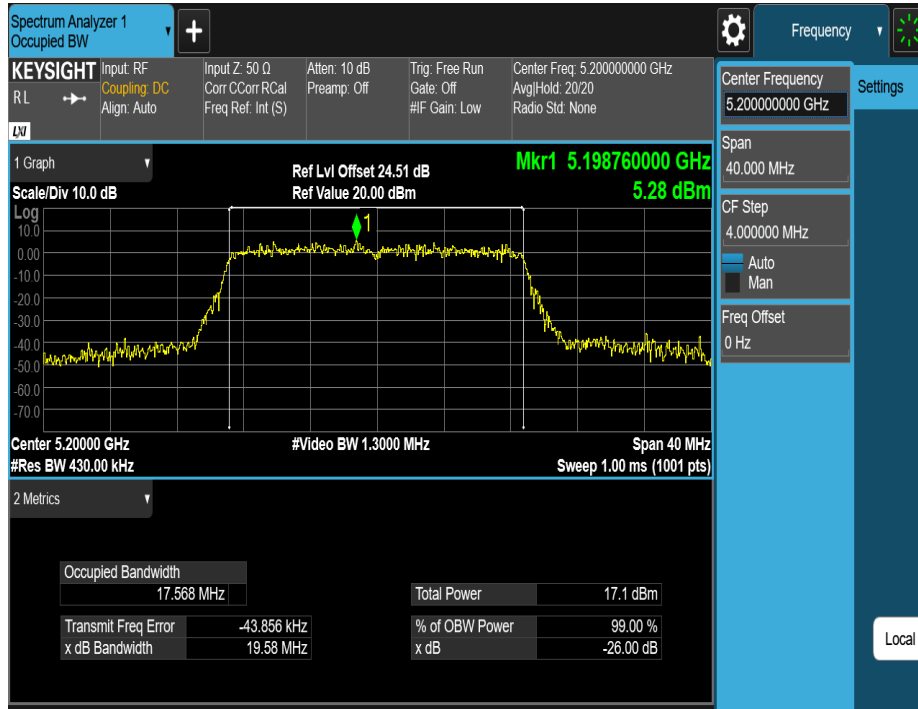 Spectrum Analyzer 1
Occupied BW
+
Frequency
KEYSIGHT
R L
LXI
Input: RF
Coupling: DC
Align: Auto
Input Z: 50 Ω
Corr CCorr RCal
Freq Ref: Int (S)
Atten: 10 dB
Preamp: Off
Trig: Free Run
Gate: Off
#IF Gain: Low
Center Freq: 5.200000000 GHz
Avg|Hold: 20/20
Radio Std: None
Center Frequency
5.200000000 GHz
Settings
Span
40.000 MHz
CF Step
4.000000 MHz
Auto
Man
Freq Offset
0 Hz
Local
1 Graph
Scale/Div 10.0 dB
Ref Lvl Offset 24.51 dB
Ref Value 20.00 dBm
Mkr1 5.198760000 GHz
5.28 dBm
Log
1
10.0
0.00
-10.0
-20.0
-30.0
-40.0
-50.0
-60.0
-70.0
Center 5.20000 GHz
#Video BW 1.3000 MHz
Span 40 MHz
#Res BW 430.00 kHz
Sweep 1.00 ms (1001 pts)
2 Metrics
Occupied Bandwidth
17.568 MHz
Total Power 17.1 dBm
Transmit Freq Error -43.856 kHz
% of OBW Power 99.00 %
x dB Bandwidth 19.58 MHz
x dB -26.00 dB